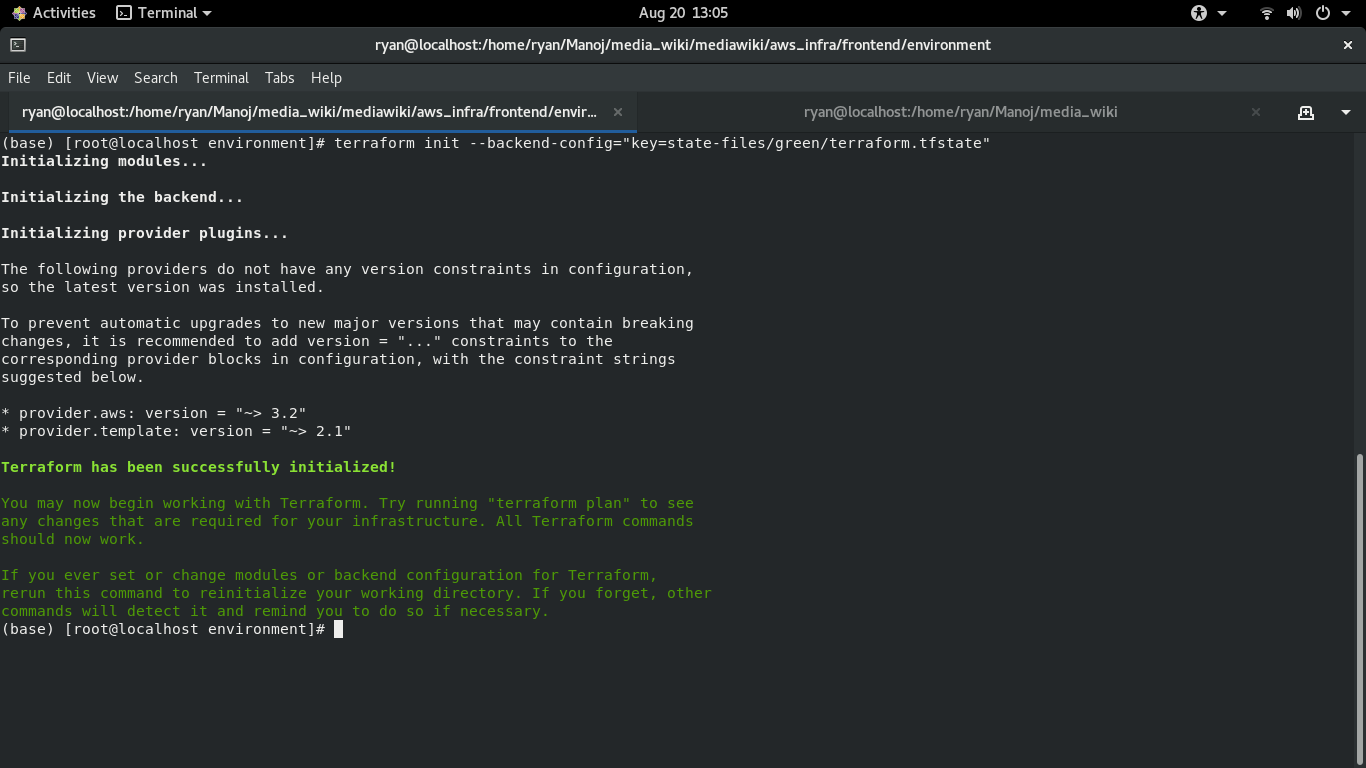 Activities
Terminal
Aug 20 13:05
ryan@localhost:/home/ryan/Manoj/media_wiki/mediawiki/aws_infra/frontend/environment
File Edit View Search Terminal Tabs Help
ryan@localhost:/home/ryan/Manoj/media_wiki/mediawiki/aws_infra/frontend/envir...
ryan@localhost:/home/ryan/Manoj/media_wiki
(base) [root@localhost environment]# terraform init --backend-config="key=state-files/green/terraform.tfstate"
Initializing modules...
Initializing the backend...
Initializing provider plugins...
The following providers do not have any version constraints in configuration,
so the latest version was installed.
To prevent automatic upgrades to new major versions that may contain breaking
changes, it is recommended to add version = "..." constraints to the
corresponding provider blocks in configuration, with the constraint strings
suggested below.
* provider.aws: version = "~> 3.2"
* provider.template: version = "~> 2.1"
Terraform has been successfully initialized!
You may now begin working with Terraform. Try running "terraform plan" to see
any changes that are required for your infrastructure. All Terraform commands
should now work.
If you ever set or change modules or backend configuration for Terraform,
rerun this command to reinitialize your working directory. If you forget, other
commands will detect it and remind you to do so if necessary.
(base) [root@localhost environment]#